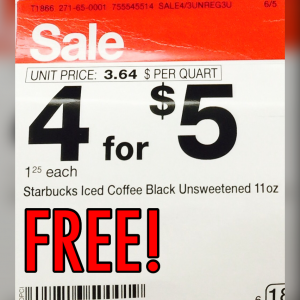 T1866 271-65-0001 755545514 SALE4/3UNREG3U 6/5
Sale
UNIT PRICE: 3.64 $ PER QUART
4 for $5
1 25 each
Starbucks Iced Coffee Black Unsweetened 11oz
FREE!